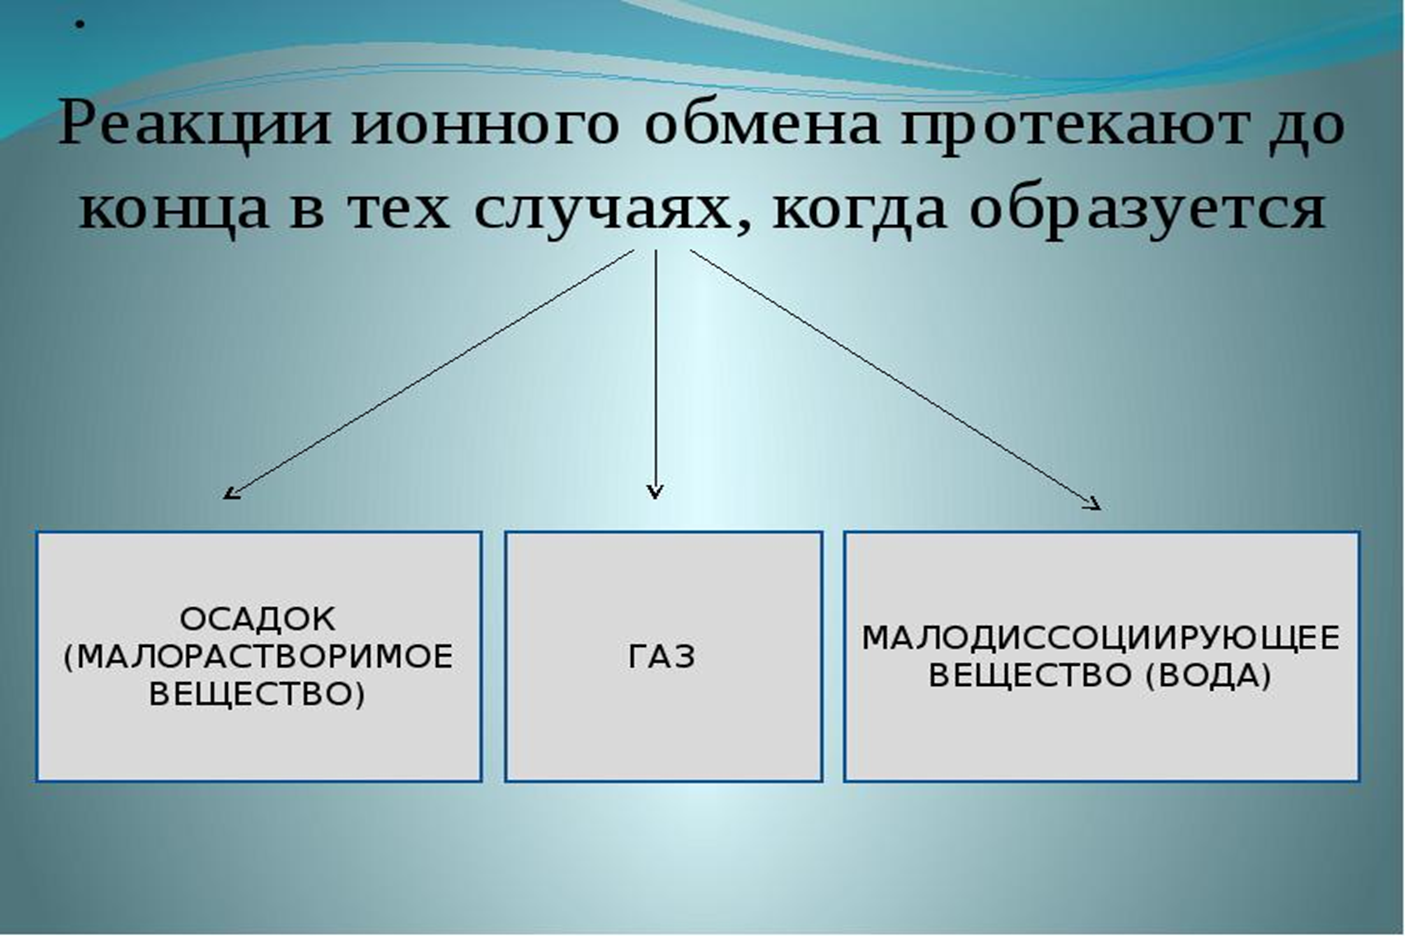 Реакции ионного обмена протекают до
конца в тех случаях, когда образуется
ОСАДОК
(МАЛОРАСТВОРИМОЕ
ВЕЩЕСТВО)
ГАЗ
МАЛОДИССОЦИИРУЮЩЕЕ
ВЕЩЕСТВО (ВОДА)